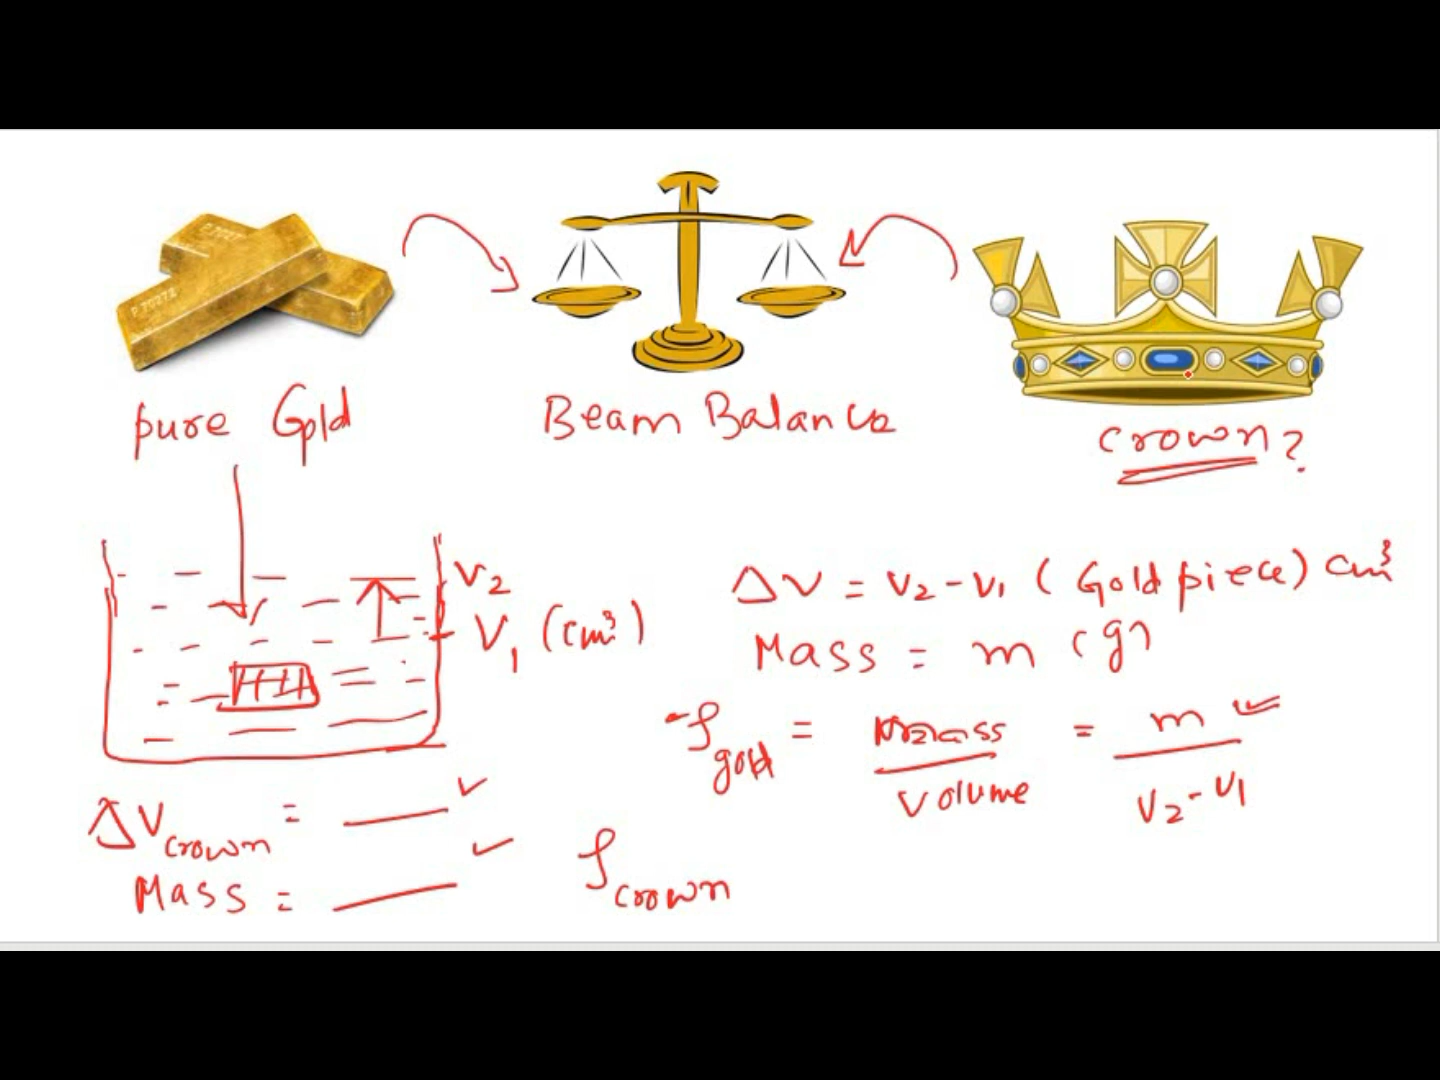 P.70272
pure Gold
Beam Balance
crown?
V2
V1 (cm³)
ΔV = V2 - V1 (Gold piece) cm³
Mass = m (g)
ρgold = mass / volume = m / V2 - V1
ΔVcrown =
Mass =
ρcrown